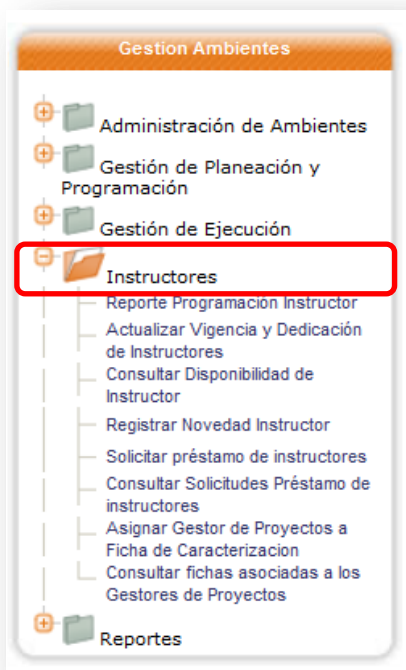 Gestion Ambientes
Administración de Ambientes
Gestión de Planeación y
Programación
Gestión de Ejecución
Instructores
Reporte Programación Instructor
Actualizar Vigencia y Dedicación
de Instructores
Consultar Disponibilidad de
Instructor
Registrar Novedad Instructor
Solicitar préstamo de instructores
Consultar Solicitudes Préstamo de
instructores
Asignar Gestor de Proyectos a
Ficha de Caracterizacion
Consultar fichas asociadas a los
Gestores de Proyectos
Reportes